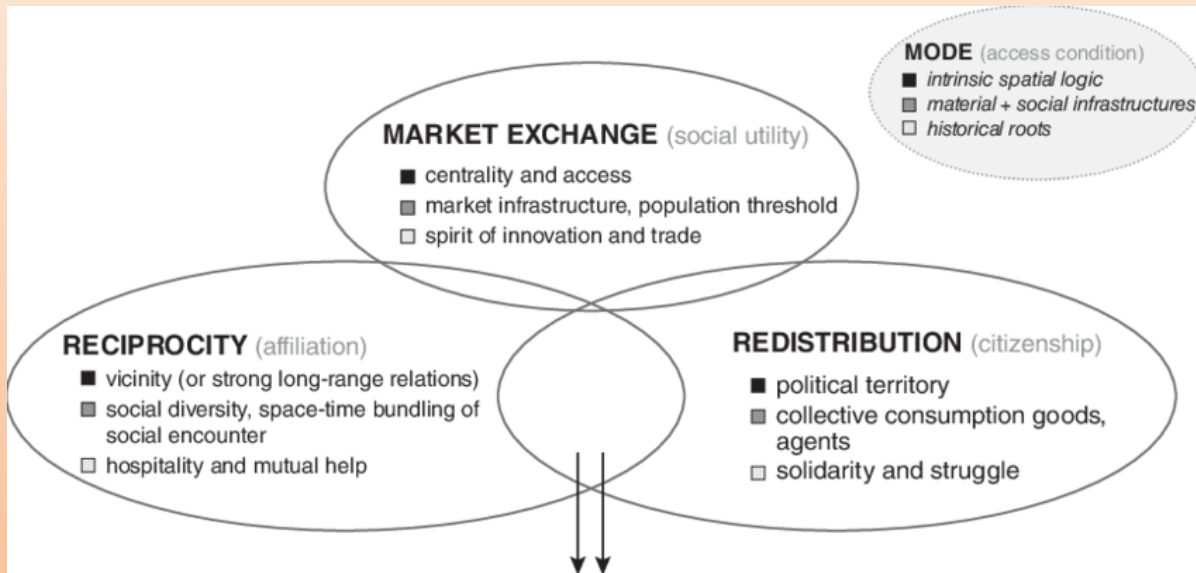 MODE (access condition)
intrinsic spatial logic
material + social infrastructures
historical roots
MARKET EXCHANGE (social utility)
centrality and access
market infrastructure, population threshold
spirit of innovation and trade
RECIPROCITY (affiliation)
vicinity (or strong long-range relations)
social diversity, space-time bundling of
social encounter
hospitality and mutual help
REDISTRIBUTION (citizenship)
political territory
collective consumption goods,
agents
solidarity and struggle